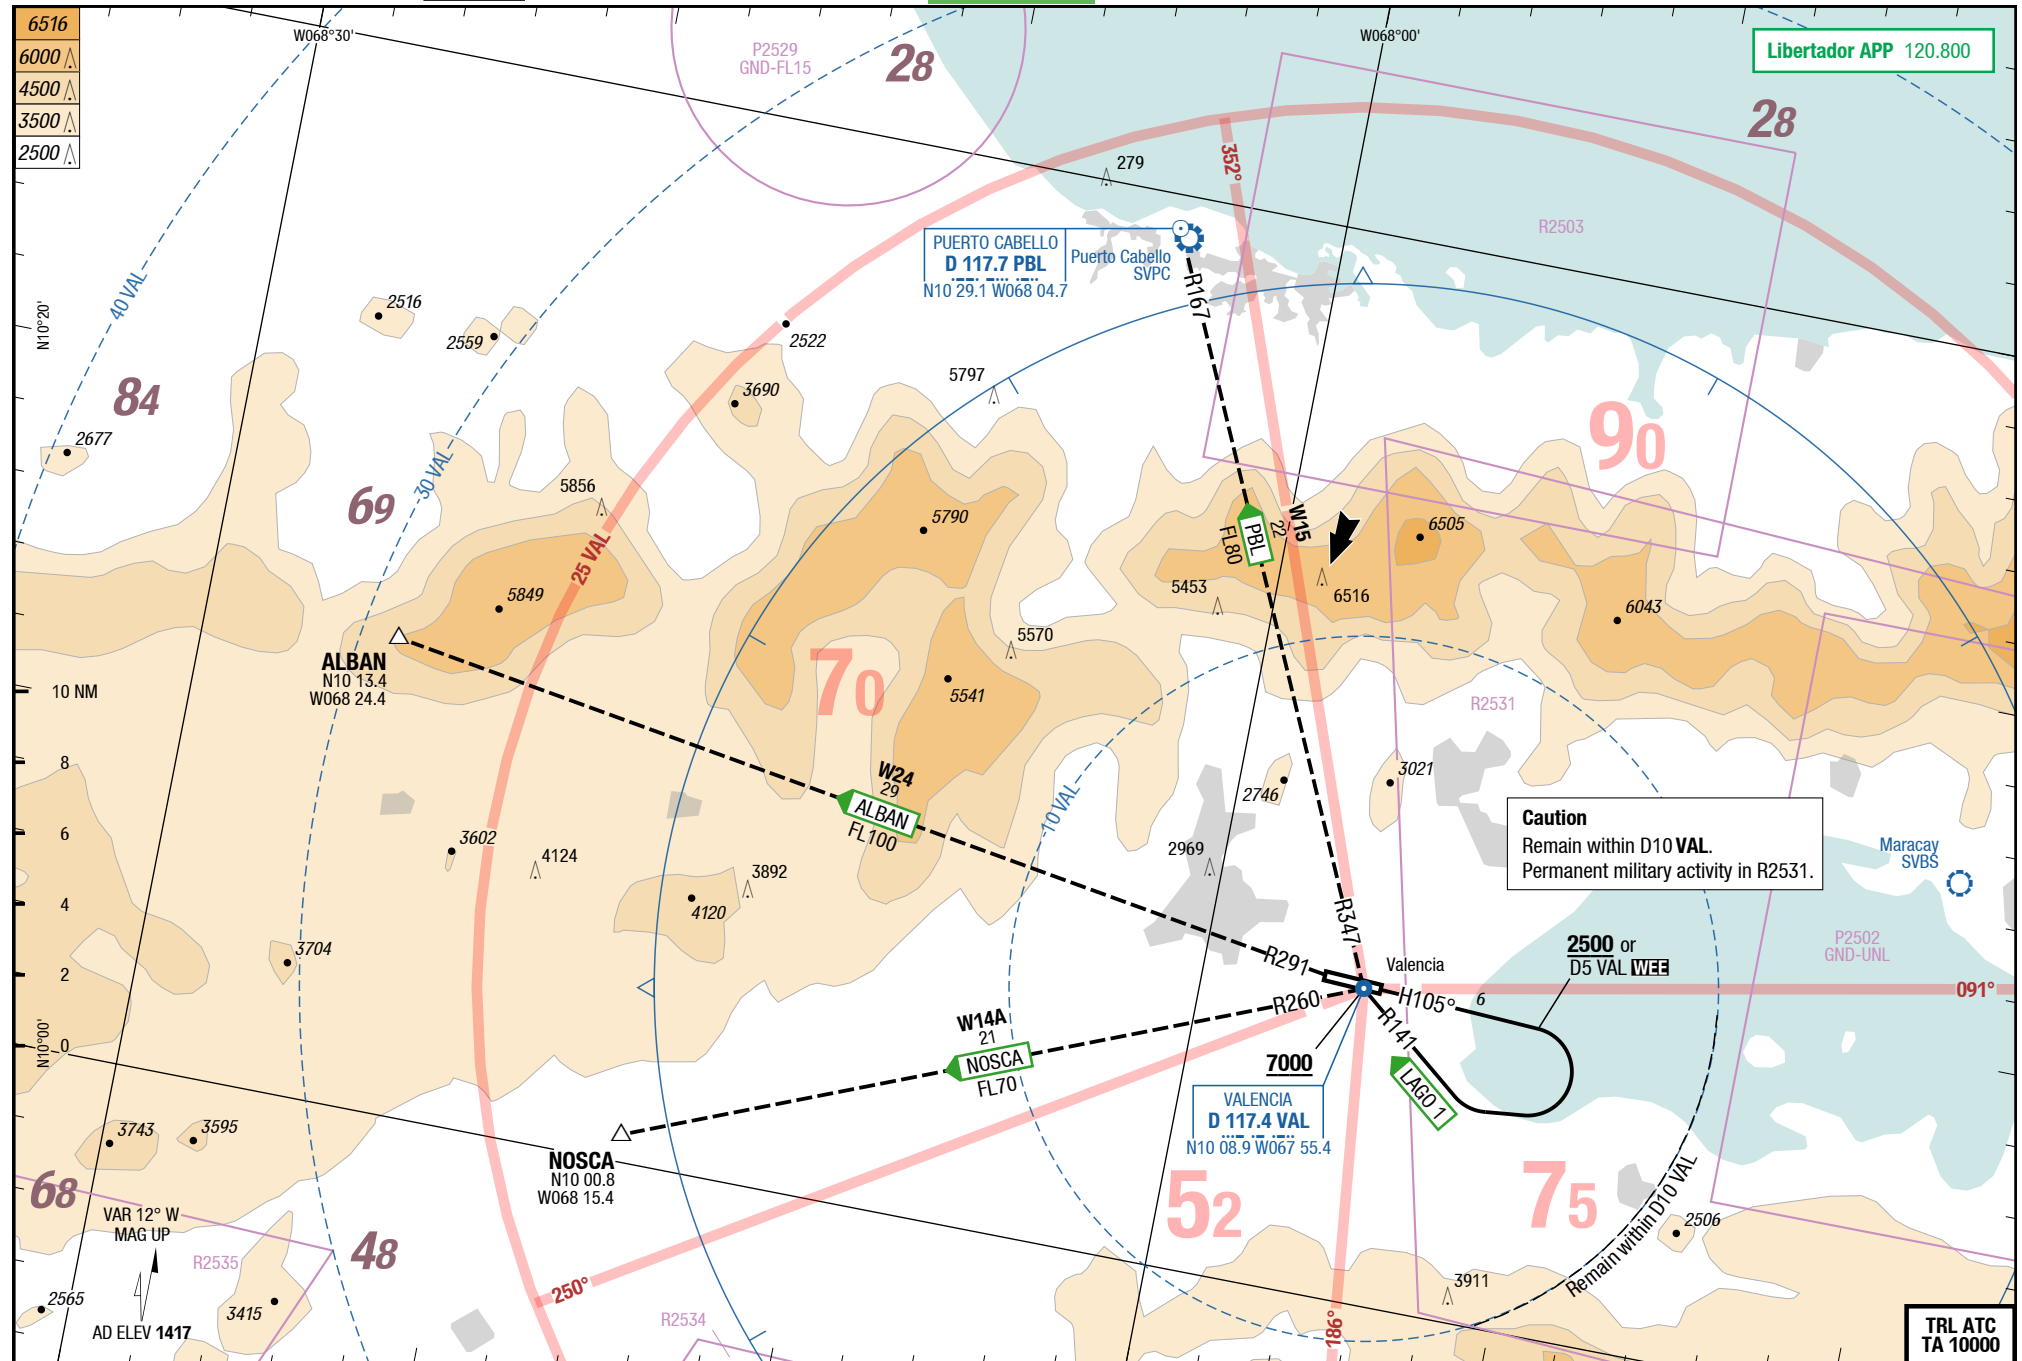 6516
6000
4500
3500
2500
W068°30'
W068°00'
P2529
GND-FL15
28
28
Libertador APP 120.800
352°
279
R2503
PUERTO CABELLO
D 117.7 PBL
N10 29.1 W068 04.7
Puerto Cabello
SVPC
R167
40 VAL
N10°20'
2516
2559
2522
84
3690
5797
2677
90
30 VAL
69
5856
5790
PBL
FL80
22
W15
6505
25 VAL
5849
5453
6516
6043
ALBAN
N10 13.4
W068 24.4
5570
70
5541
R2531
10 NM
8
6
4
2
0
W24
29
ALBAN
FL100
10 VAL
2746
3021
Caution
Remain within D10 VAL.
Permanent military activity in R2531.
Maracay
SVBS
3602
4124
3892
2969
4120
R347
3704
R291
Valencia
2500 or
D5 VAL WEE
P2502
GND-UNL
091°
R260
H105°
6
R141
N10°00'
W14A
21
NOSCA
FL70
7000
LAGO 1
VALENCIA
D 117.4 VAL
N10 08.9 W067 55.4
3743
3595
NOSCA
N10 00.8
W068 15.4
68
52
75
VAR 12° W
MAG UP
R2535
48
2506
Remain within D10 VAL
250°
3911
2565
3415
AD ELEV 1417
R2534
186°
TRL ATC
TA 10000